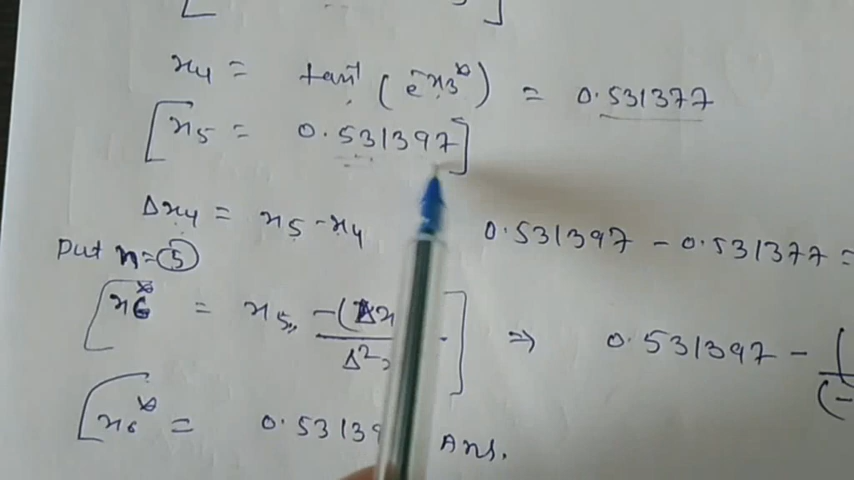 x4 = tan⁻¹ (e⁻x3*) = 0.531377
[x5 = 0.531397]
Δx4 = x5 - x4 0.531397 - 0.531377 =
Put n = 5
[x6* = x5 - (Δx / Δ²] ⇒ 0.531397 - ( / (-
[x6* = 0.53139 Ans.